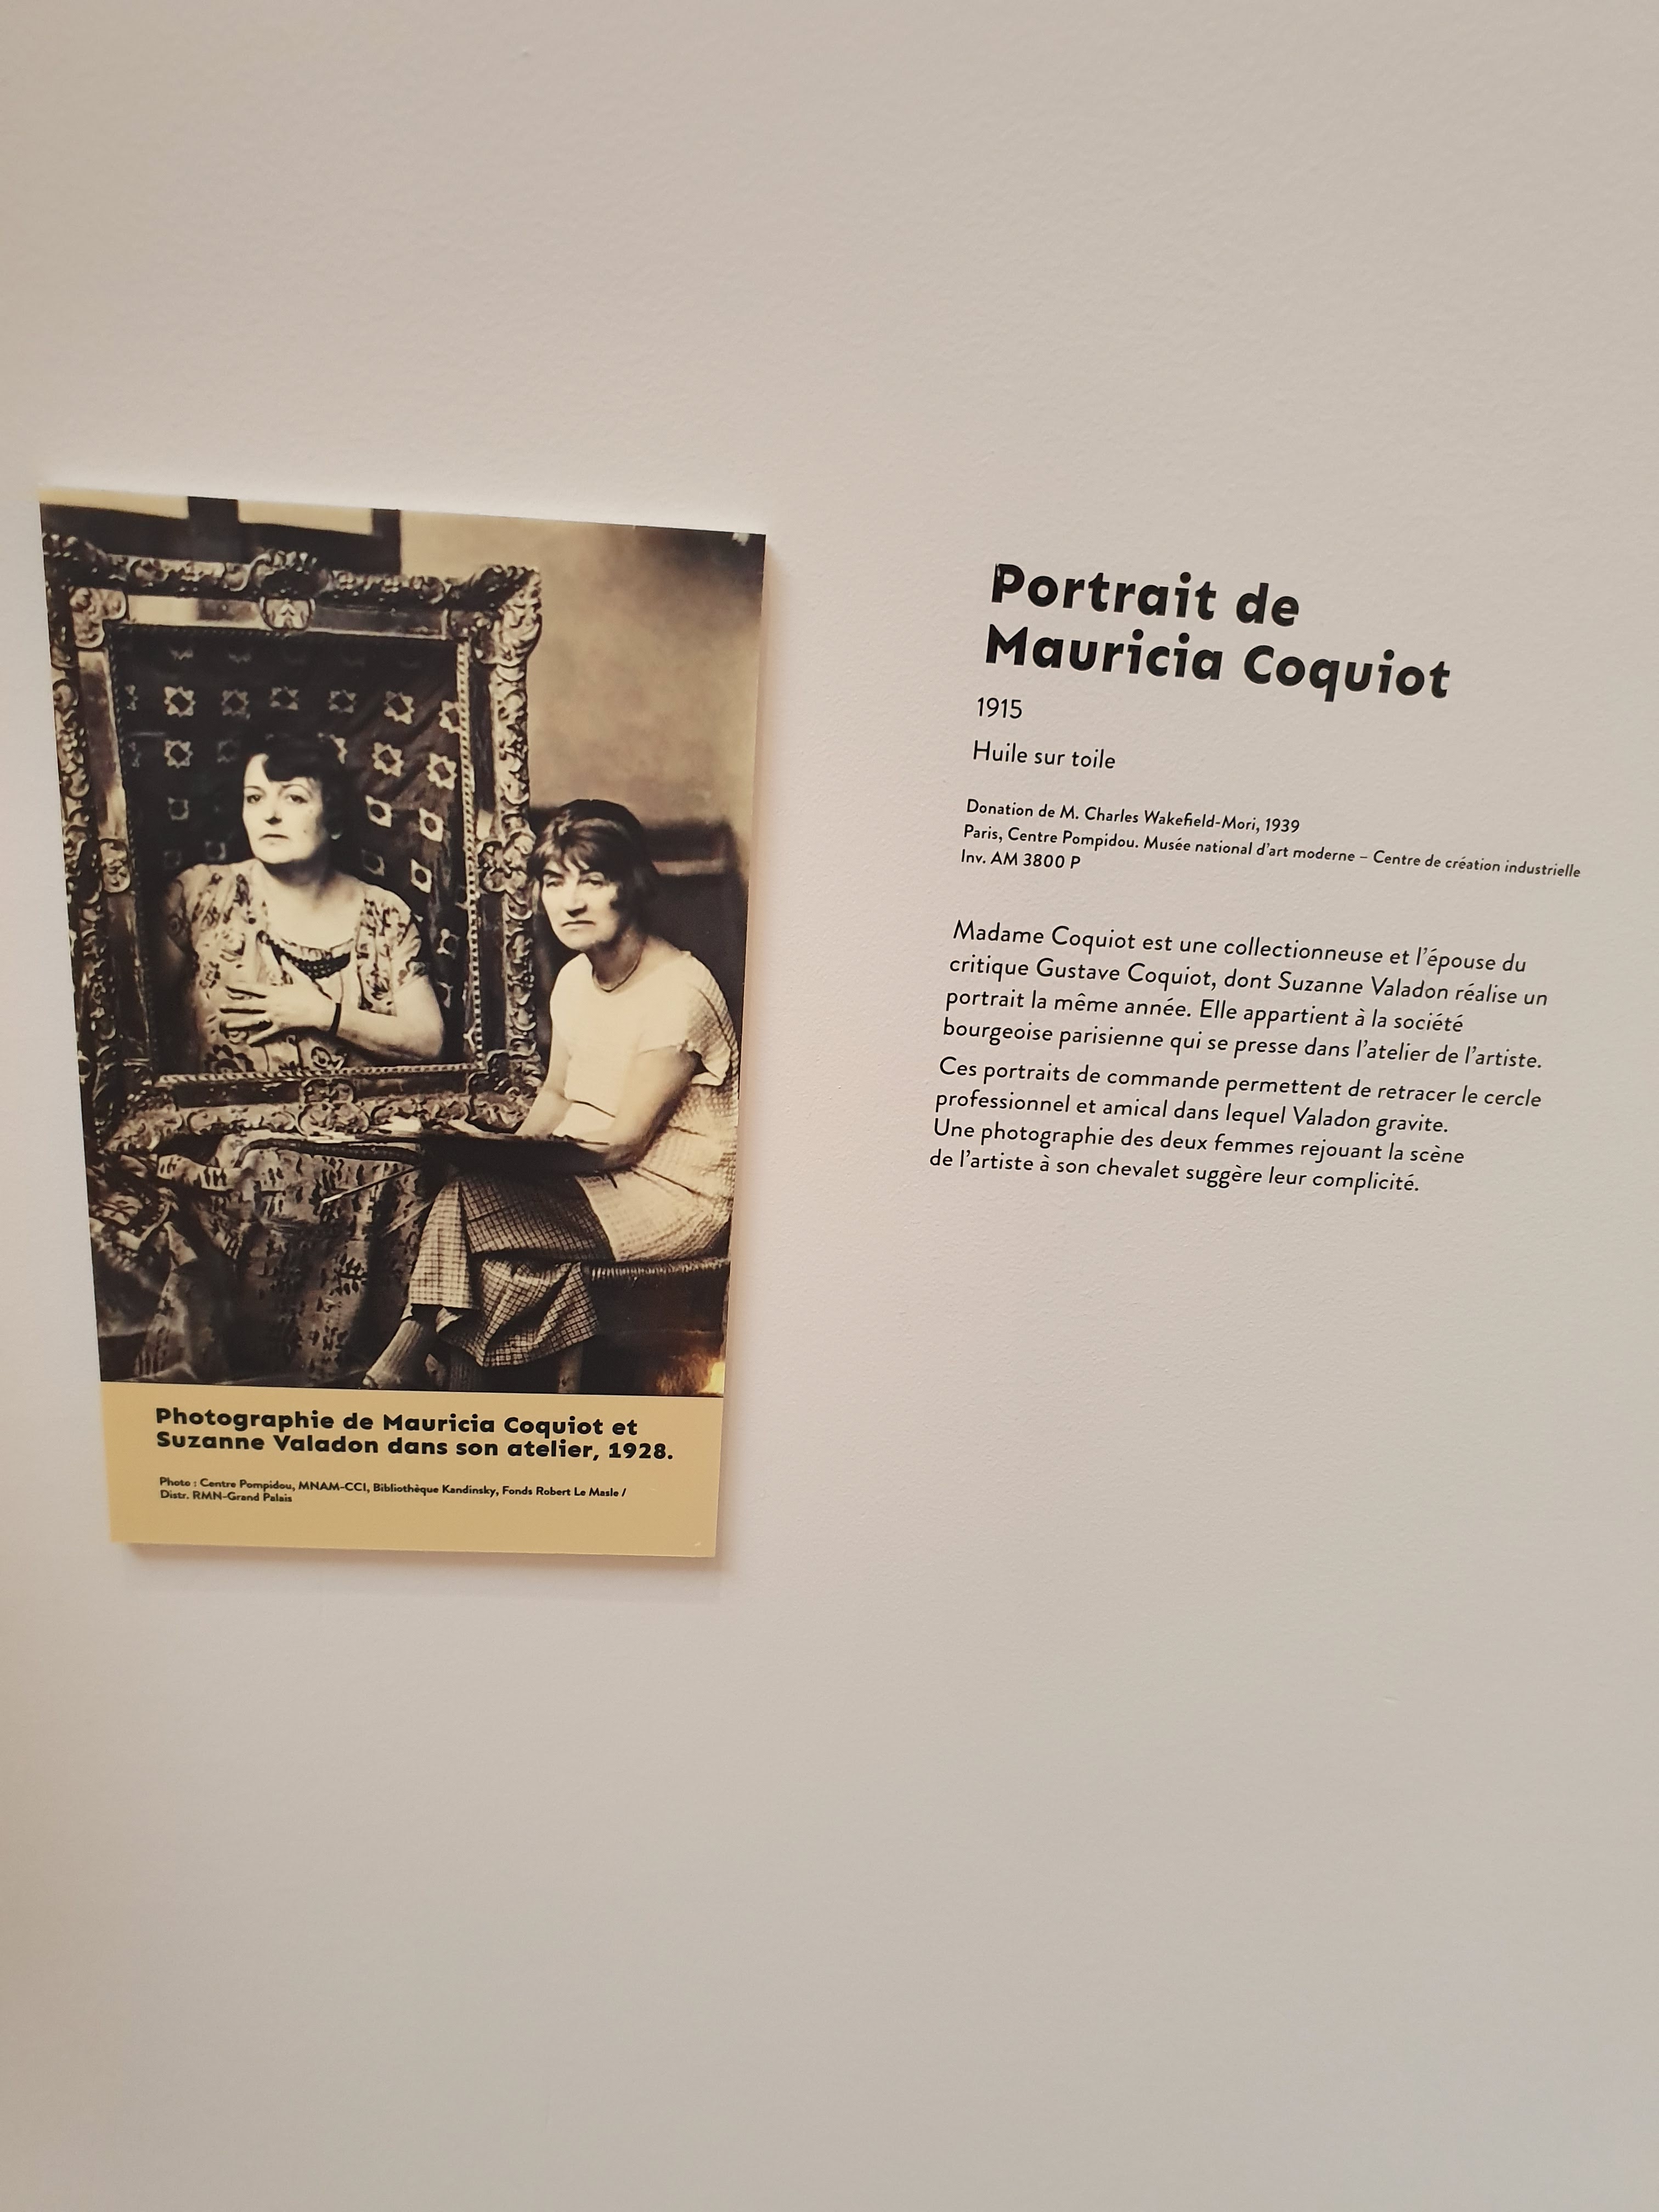 Portrait de
Mauricia Coquiot
1915
Huile sur toile
Donation de M. Charles Wakefield-Mori, 1939
Paris, Centre Pompidou. Musée national d'art moderne – Centre de création industrielle
Inv. AM 3800 P
Madame Coquiot est une collectionneuse et l'épouse du
critique Gustave Coquiot, dont Suzanne Valadon réalise un
portrait la même année. Elle appartient à la société
bourgeoise parisienne qui se presse dans l'atelier de l'artiste.
Ces portraits de commande permettent de retracer le cercle
professionnel et amical dans lequel Valadon gravite.
Une photographie des deux femmes rejouant la scène
de l'artiste à son chevalet suggère leur complicité.
Photographie de Mauricia Coquiot et
Suzanne Valadon dans son atelier, 1928.
Photo : Centre Pompidou, MNAM-CCI, Bibliothèque Kandinsky, Fonds Robert Le Masle /
Distr. RMN-Grand Palais